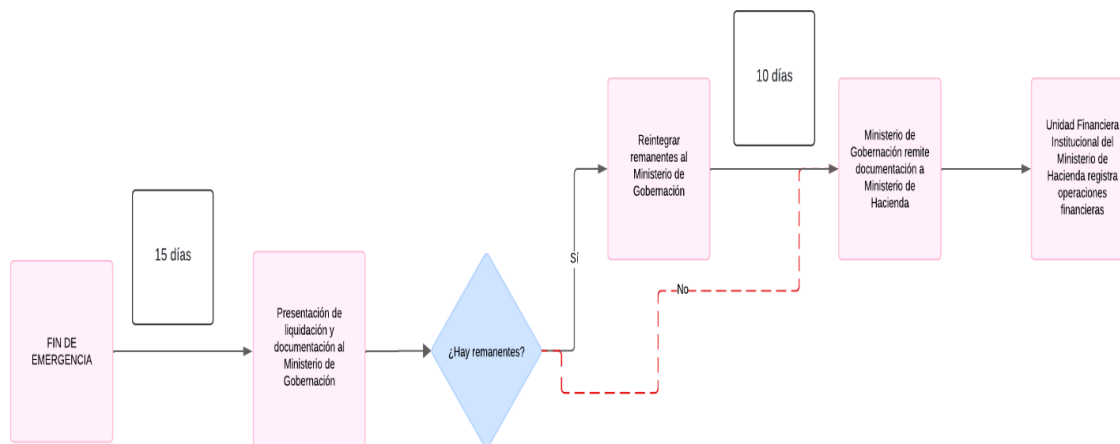 FIN DE
EMERGENCIA
15 días
Presentación de
liquidación y
documentación al
Ministerio de
Gobernación
¿Hay remanentes?
Sí
No
Reintegrar
remanentes al
Ministerio de
Gobernación
10 días
Ministerio de
Gobernación remite
documentación a
Ministerio de
Hacienda
Unidad Financiera
Institucional del
Ministerio de
Hacienda registra
operaciones
financieras